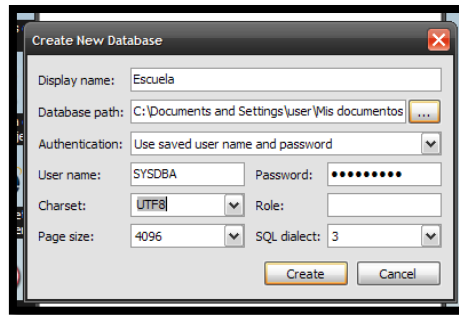 Create New Database
Display name: Escuela
Database path: C:\Documents and Settings\user\Mis documentos ...
Authentication: Use saved user name and password
User name: SYSDBA Password: •••••••••
Charset: UTF8 Role:
Page size: 4096 SQL dialect: 3
Create Cancel